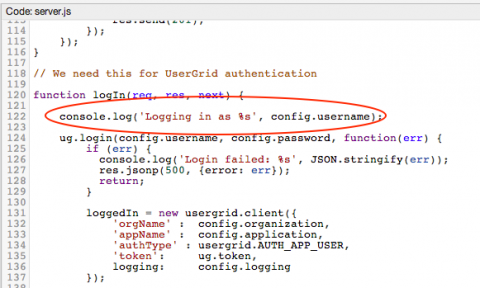 Code: server.js
113 res.send(201);
114 });
115 });
116 }
117
118 // We need this for UserGrid authentication
119
120 function logIn(req, res, next) {
121
122 console.log('Logging in as %s', config.username);
123
124 ug.login(config.username, config.password, function(err) {
125 if (err) {
126 console.log('Login failed: %s', JSON.stringify(err));
127 res.jsonp(500, {error: err});
128 return;
129 }
130
131 loggedIn = new usergrid.client({
132 'orgName' : config.organization,
133 'appName' : config.application,
134 'authType' : usergrid.AUTH_APP_USER,
135 'token': ug.token,
136 logging: config.logging
137 });